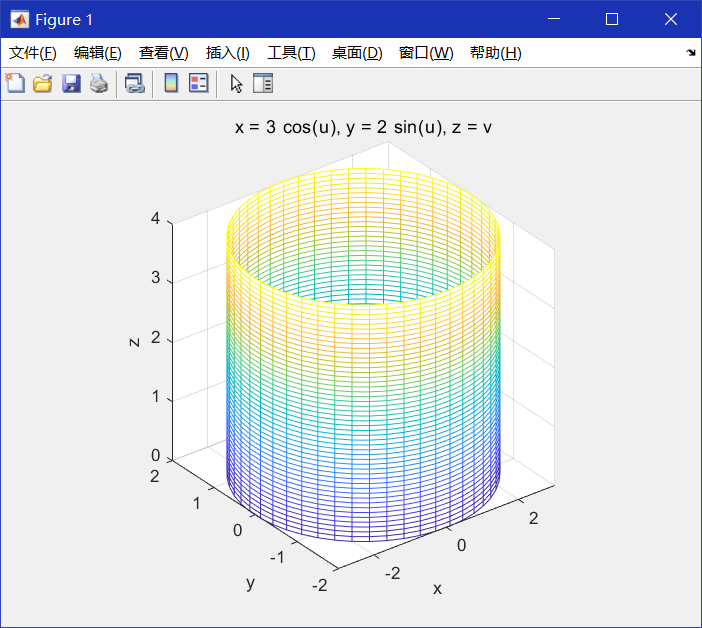 Figure 1
文件(F) 编辑(E) 查看(V) 插入(I) 工具(T) 桌面(D) 窗口(W) 帮助(H)
x = 3 cos(u), y = 2 sin(u), z = v
4
3
2
1
0
z
2
1
0
-1
-2
y
-2
0
2
x